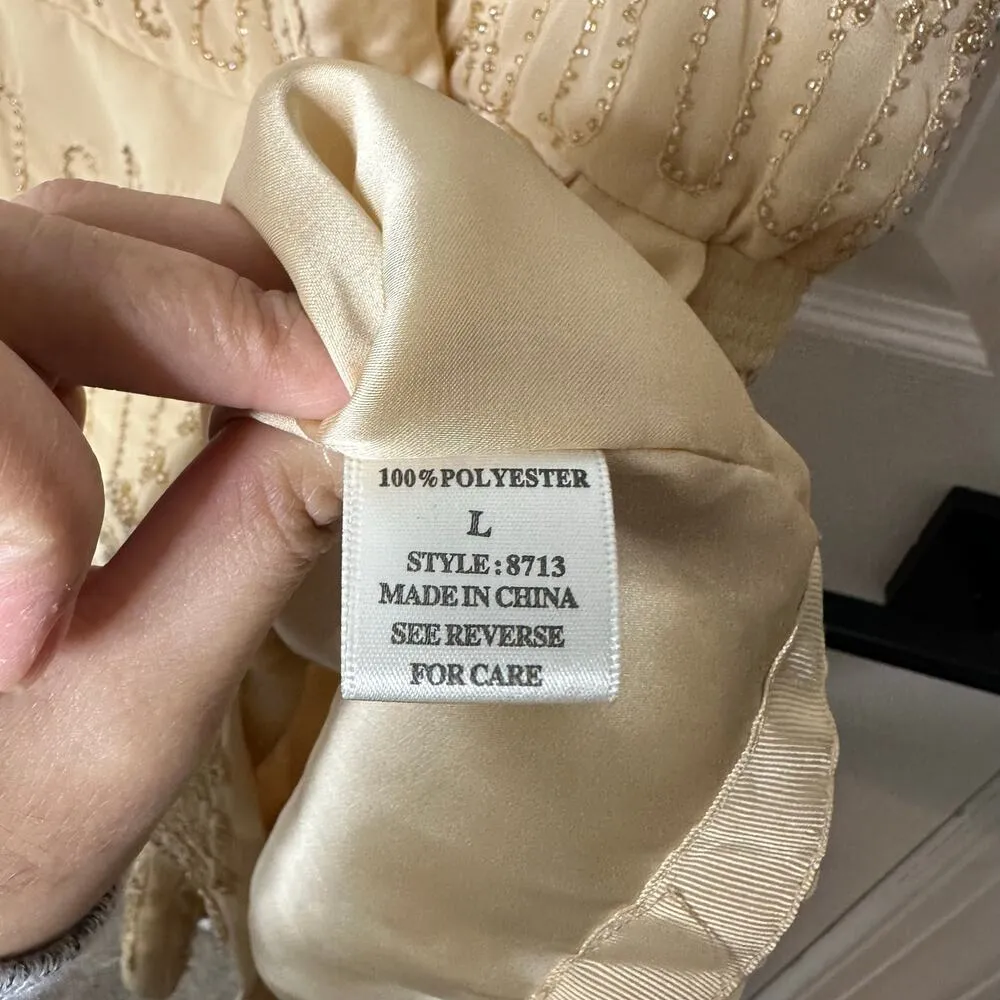 100%POLYESTER
L
STYLE:8713
MADE IN CHINA
SEE REVERSE
FOR CARE